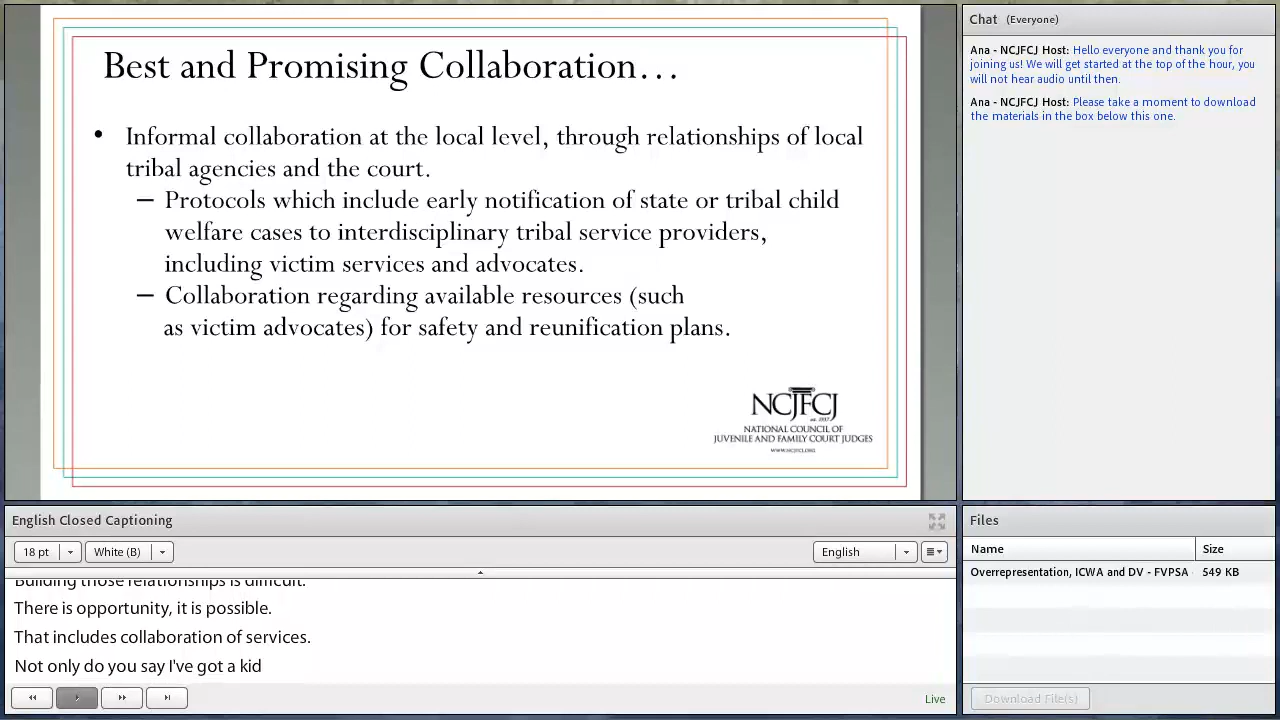 Best and Promising Collaboration…
• Informal collaboration at the local level, through relationships of local
tribal agencies and the court.
– Protocols which include early notification of state or tribal child
welfare cases to interdisciplinary tribal service providers,
including victim services and advocates.
– Collaboration regarding available resources (such
as victim advocates) for safety and reunification plans.
NCJFCJ
est. 1937
NATIONAL COUNCIL OF
JUVENILE AND FAMILY COURT JUDGES
WWW.NCJFCJ.ORG
Chat (Everyone)
Ana - NCJFCJ Host: Hello everyone and thank you for
joining us! We will get started at the top of the hour, you
will not hear audio until then.
Ana - NCJFCJ Host: Please take a moment to download
the materials in the box below this one.
English Closed Captioning
18 pt White (B) English
Building those relationships is difficult.
There is opportunity, it is possible.
That includes collaboration of services.
Not only do you say I've got a kid
Live
Files
Name Size
Overrepresentation, ICWA and DV - FVPSA 549 KB
Download File(s)